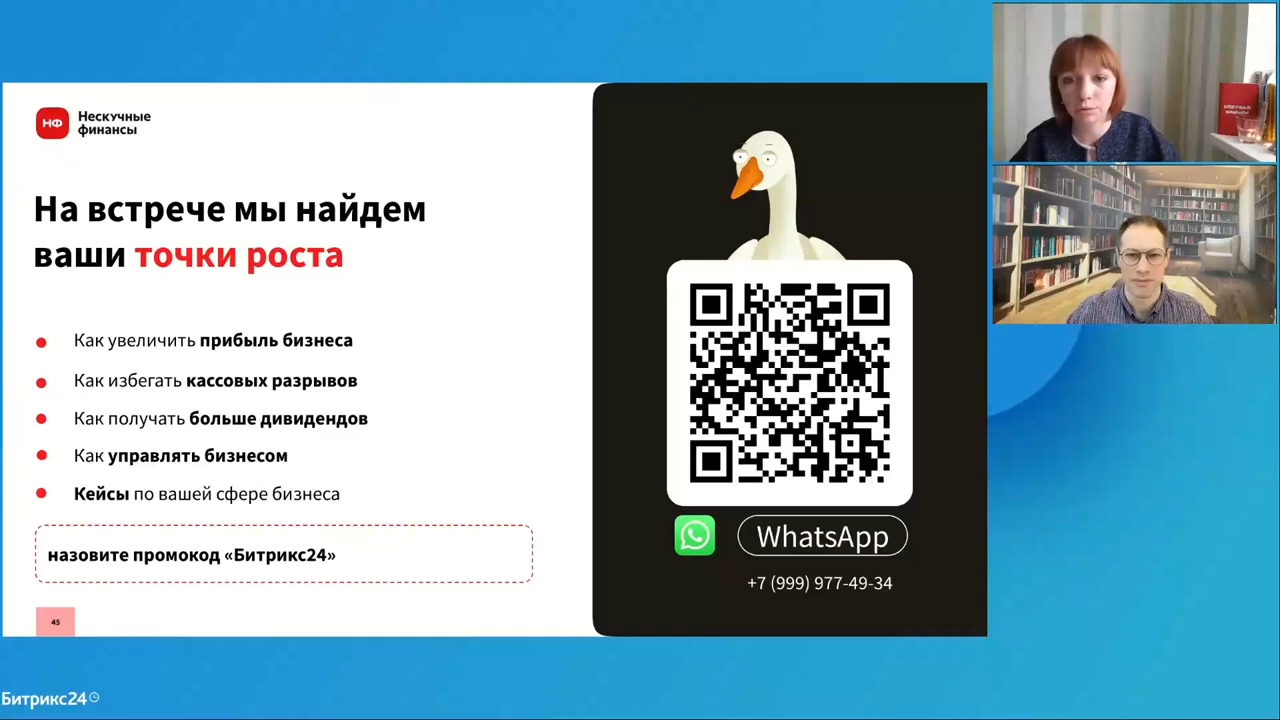 НФ
Нескучные
финансы
На встрече мы найдем
ваши точки роста
Как увеличить прибыль бизнеса
Как избегать кассовых разрывов
Как получать больше дивидендов
Как управлять бизнесом
Кейсы по вашей сфере бизнеса
назовите промокод «Битрикс24»
45
WhatsApp
+7 (999) 977-49-34
Битрикс24